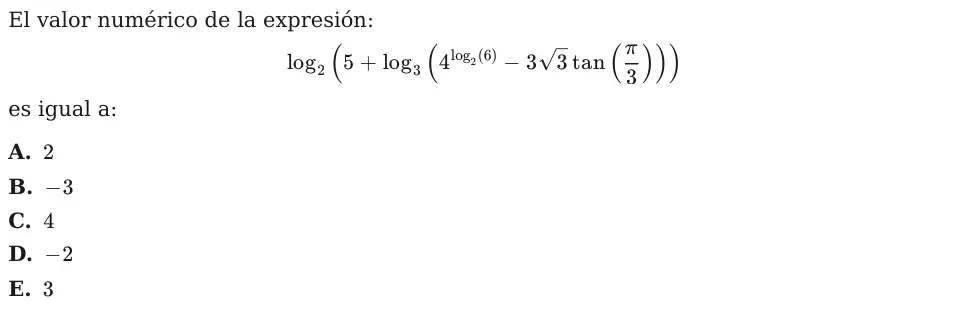 El valor numérico de la expresión:
log₂ (5 + log₃ (4^{log₂(6)} − 3√3 tan (π/3)))
es igual a:
A. 2
B. −3
C. 4
D. −2
E. 3